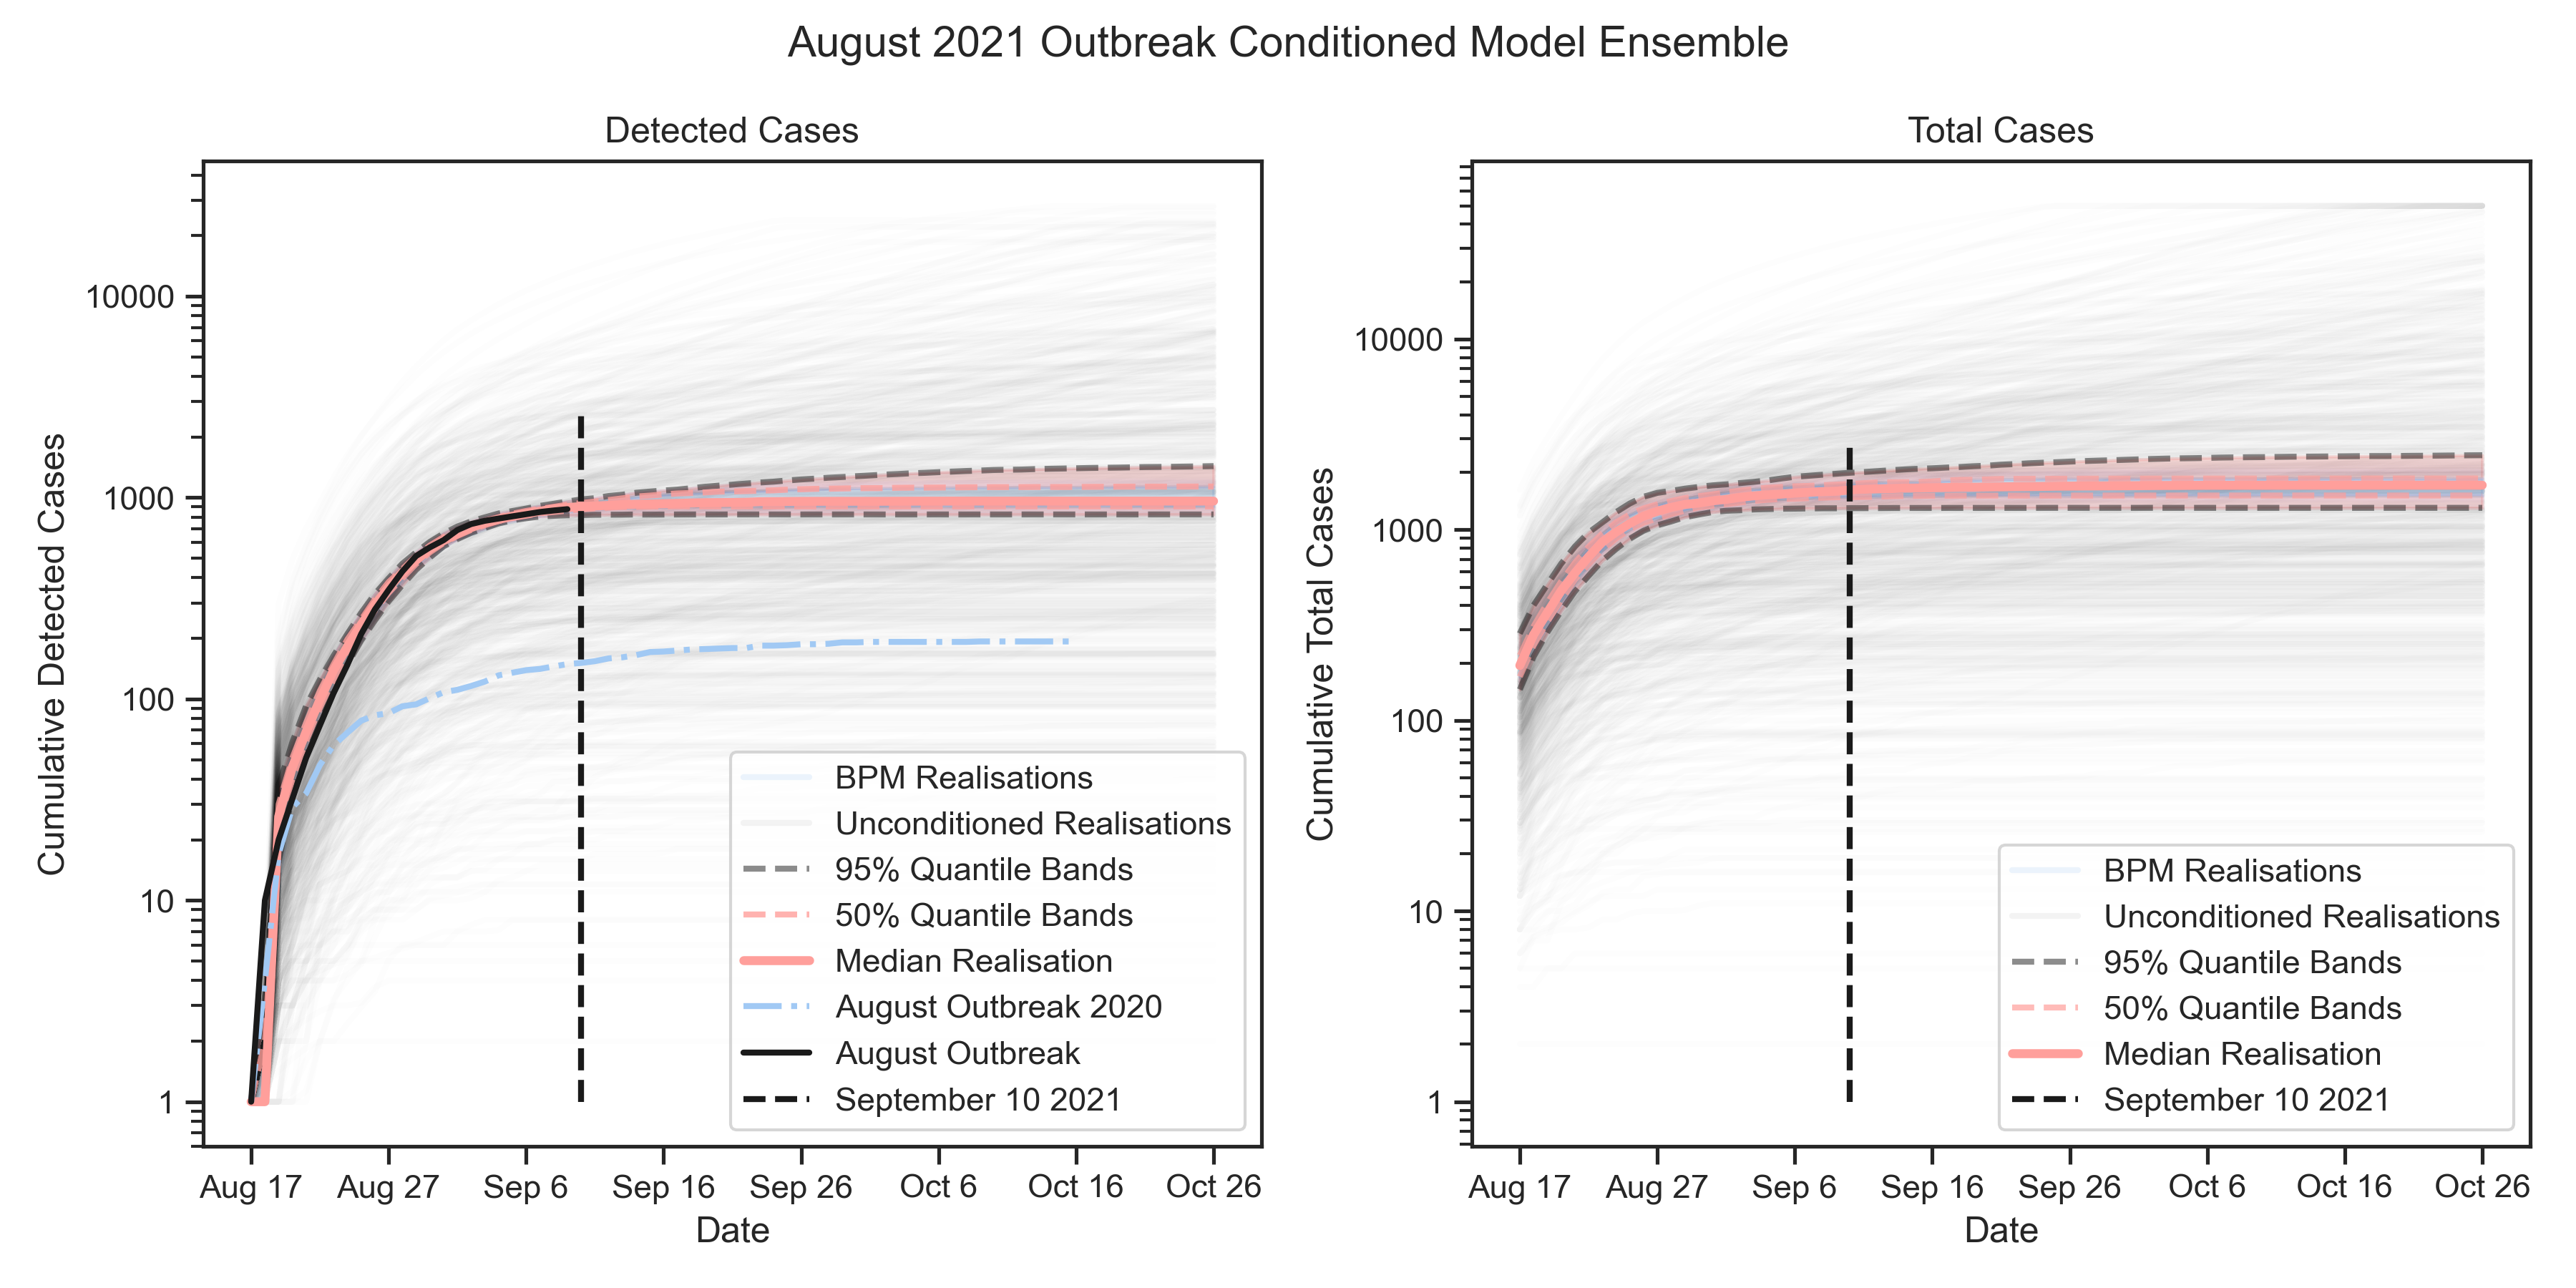 August 2021 Outbreak Conditioned Model Ensemble
Detected Cases
Cumulative Detected Cases
10000
1000
100
10
1
Aug 17 Aug 27 Sep 6 Sep 16 Sep 26 Oct 6 Oct 16 Oct 26
Date
BPM Realisations
Unconditioned Realisations
95% Quantile Bands
50% Quantile Bands
Median Realisation
August Outbreak 2020
August Outbreak
September 10 2021
Total Cases
Cumulative Total Cases
10000
1000
100
10
1
Aug 17 Aug 27 Sep 6 Sep 16 Sep 26 Oct 6 Oct 16 Oct 26
Date
BPM Realisations
Unconditioned Realisations
95% Quantile Bands
50% Quantile Bands
Median Realisation
September 10 2021